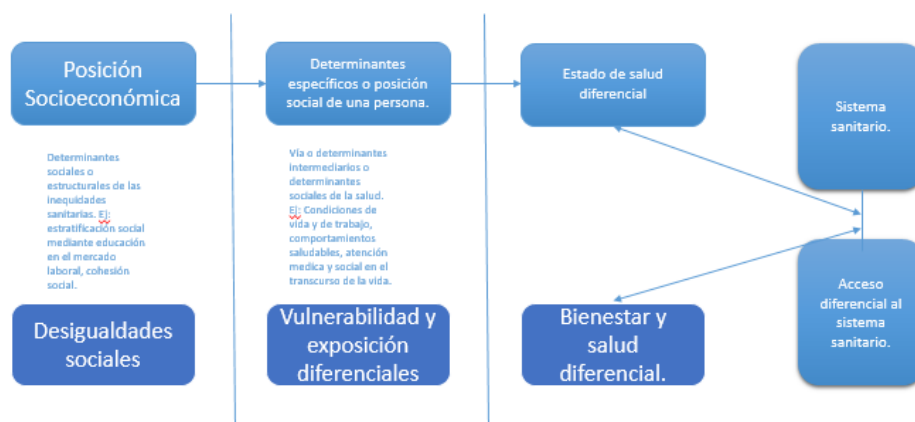 Posición
Socioeconómica
Determinantes
sociales o
estructurales de las
inequidades
sanitarias. Ej:
estratificación social
mediante educación
en el mercado
laboral, cohesión
social.
Desigualdades
sociales
Determinantes
específicos o posición
social de una persona.
Vía o determinantes
intermediarios o
determinantes
sociales de la salud.
Ej: Condiciones de
vida y de trabajo,
comportamientos
saludables, atención
medica y social en el
transcurso de la vida.
Vulnerabilidad y
exposición
diferenciales
Estado de salud
diferencial
Bienestar y
salud
diferencial.
Sistema
sanitario.
Acceso
diferencial al
sistema
sanitario.